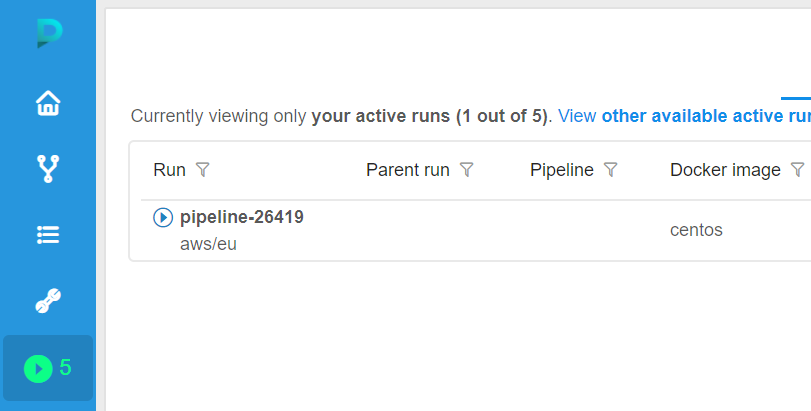 Currently viewing only your active runs (1 out of 5). View other available active ru
Run Parent run Pipeline Docker image
pipeline-26419
aws/eu
centos
5